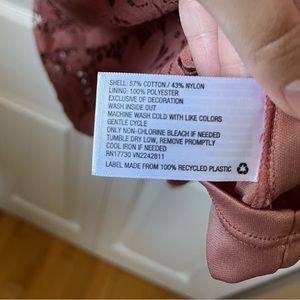 SHELL: 57% COTTON / 43% NYLON
LINING: 100% POLYESTER
EXCLUSIVE OF DECORATION
WASH INSIDE OUT
MACHINE WASH COLD WITH LIKE COLORS
GENTLE CYCLE
ONLY NON-CHLORINE BLEACH IF NEEDED
TUMBLE DRY LOW, REMOVE PROMPTLY
COOL IRON IF NEEDED
RN17730 VN2242811
LABEL MADE FROM 100% RECYCLED PLASTIC